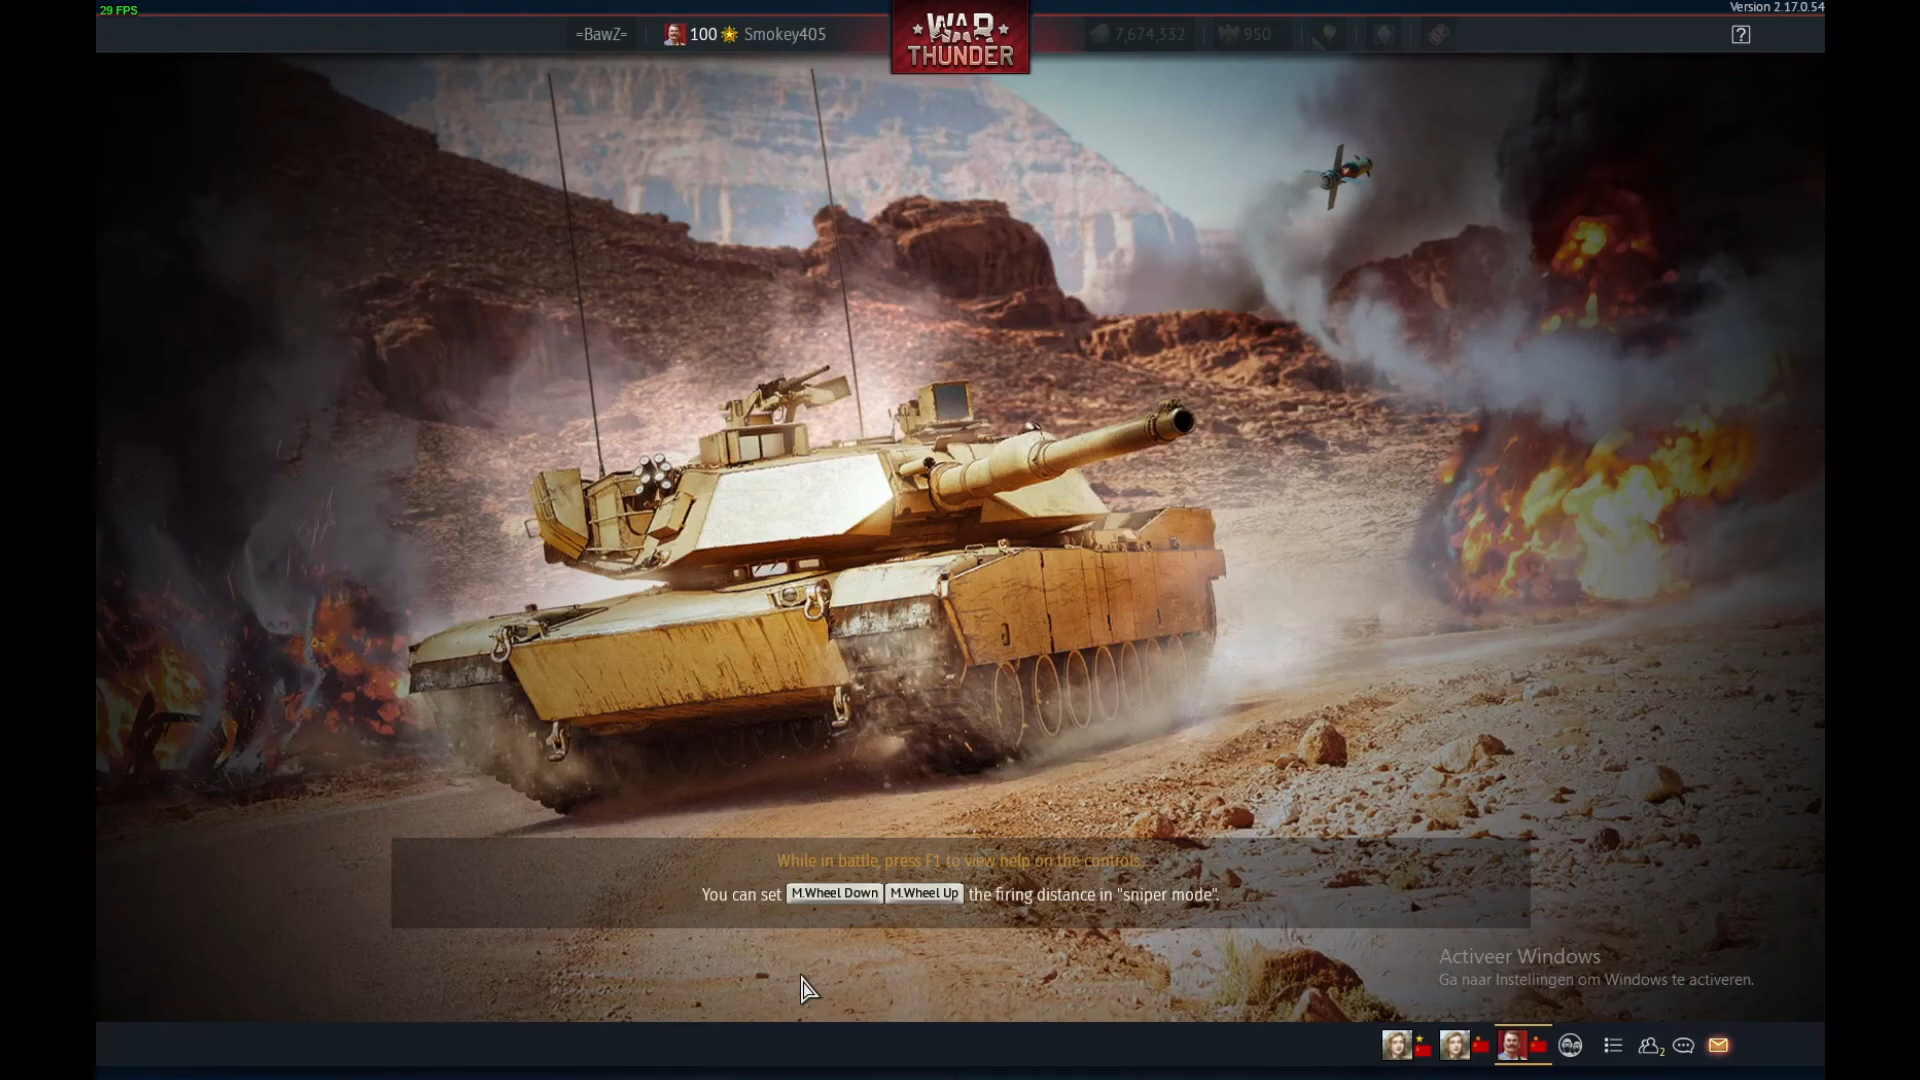 29 FPS
Version 2.17.0.54
=BawZ=
100 Smokey405
WAR
THUNDER
7,674,332
950
?
While in battle, press F1 to view help on the controls.
You can set M.Wheel Down M.Wheel Up the firing distance in "sniper mode".
Activeer Windows
Ga naar Instellingen om Windows te activeren.
2